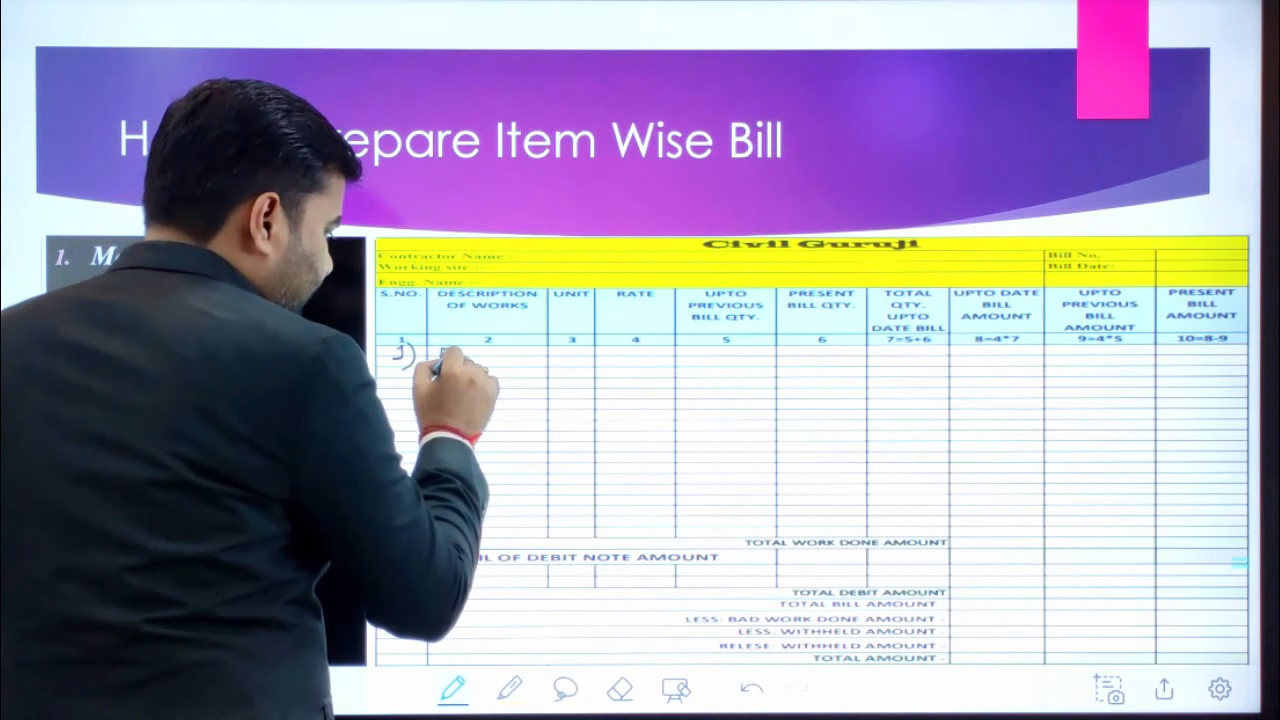 repare Item Wise Bill
1. M
Civil Guruji
Contractor Name :-
Bill No.
Working site :-
Bill Date:
Engg. Name :-
S.NO. DESCRIPTION OF WORKS UNIT RATE UPTO PREVIOUS BILL QTY. PRESENT BILL QTY. TOTAL QTY. UPTO DATE BILL UPTO DATE BILL AMOUNT UPTO PREVIOUS BILL AMOUNT PRESENT BILL AMOUNT
1 2 3 4 5 6 7=5+6 8=4*7 9=4*5 10=8-9
1)
TOTAL WORK DONE AMOUNT
IL OF DEBIT NOTE AMOUNT
TOTAL DEBIT AMOUNT
TOTAL BILL AMOUNT -
LESS: BAD WORK DONE AMOUNT -
LESS: WITHHELD AMOUNT -
RELESE: WITHHELD AMOUNT -
TOTAL AMOUNT -